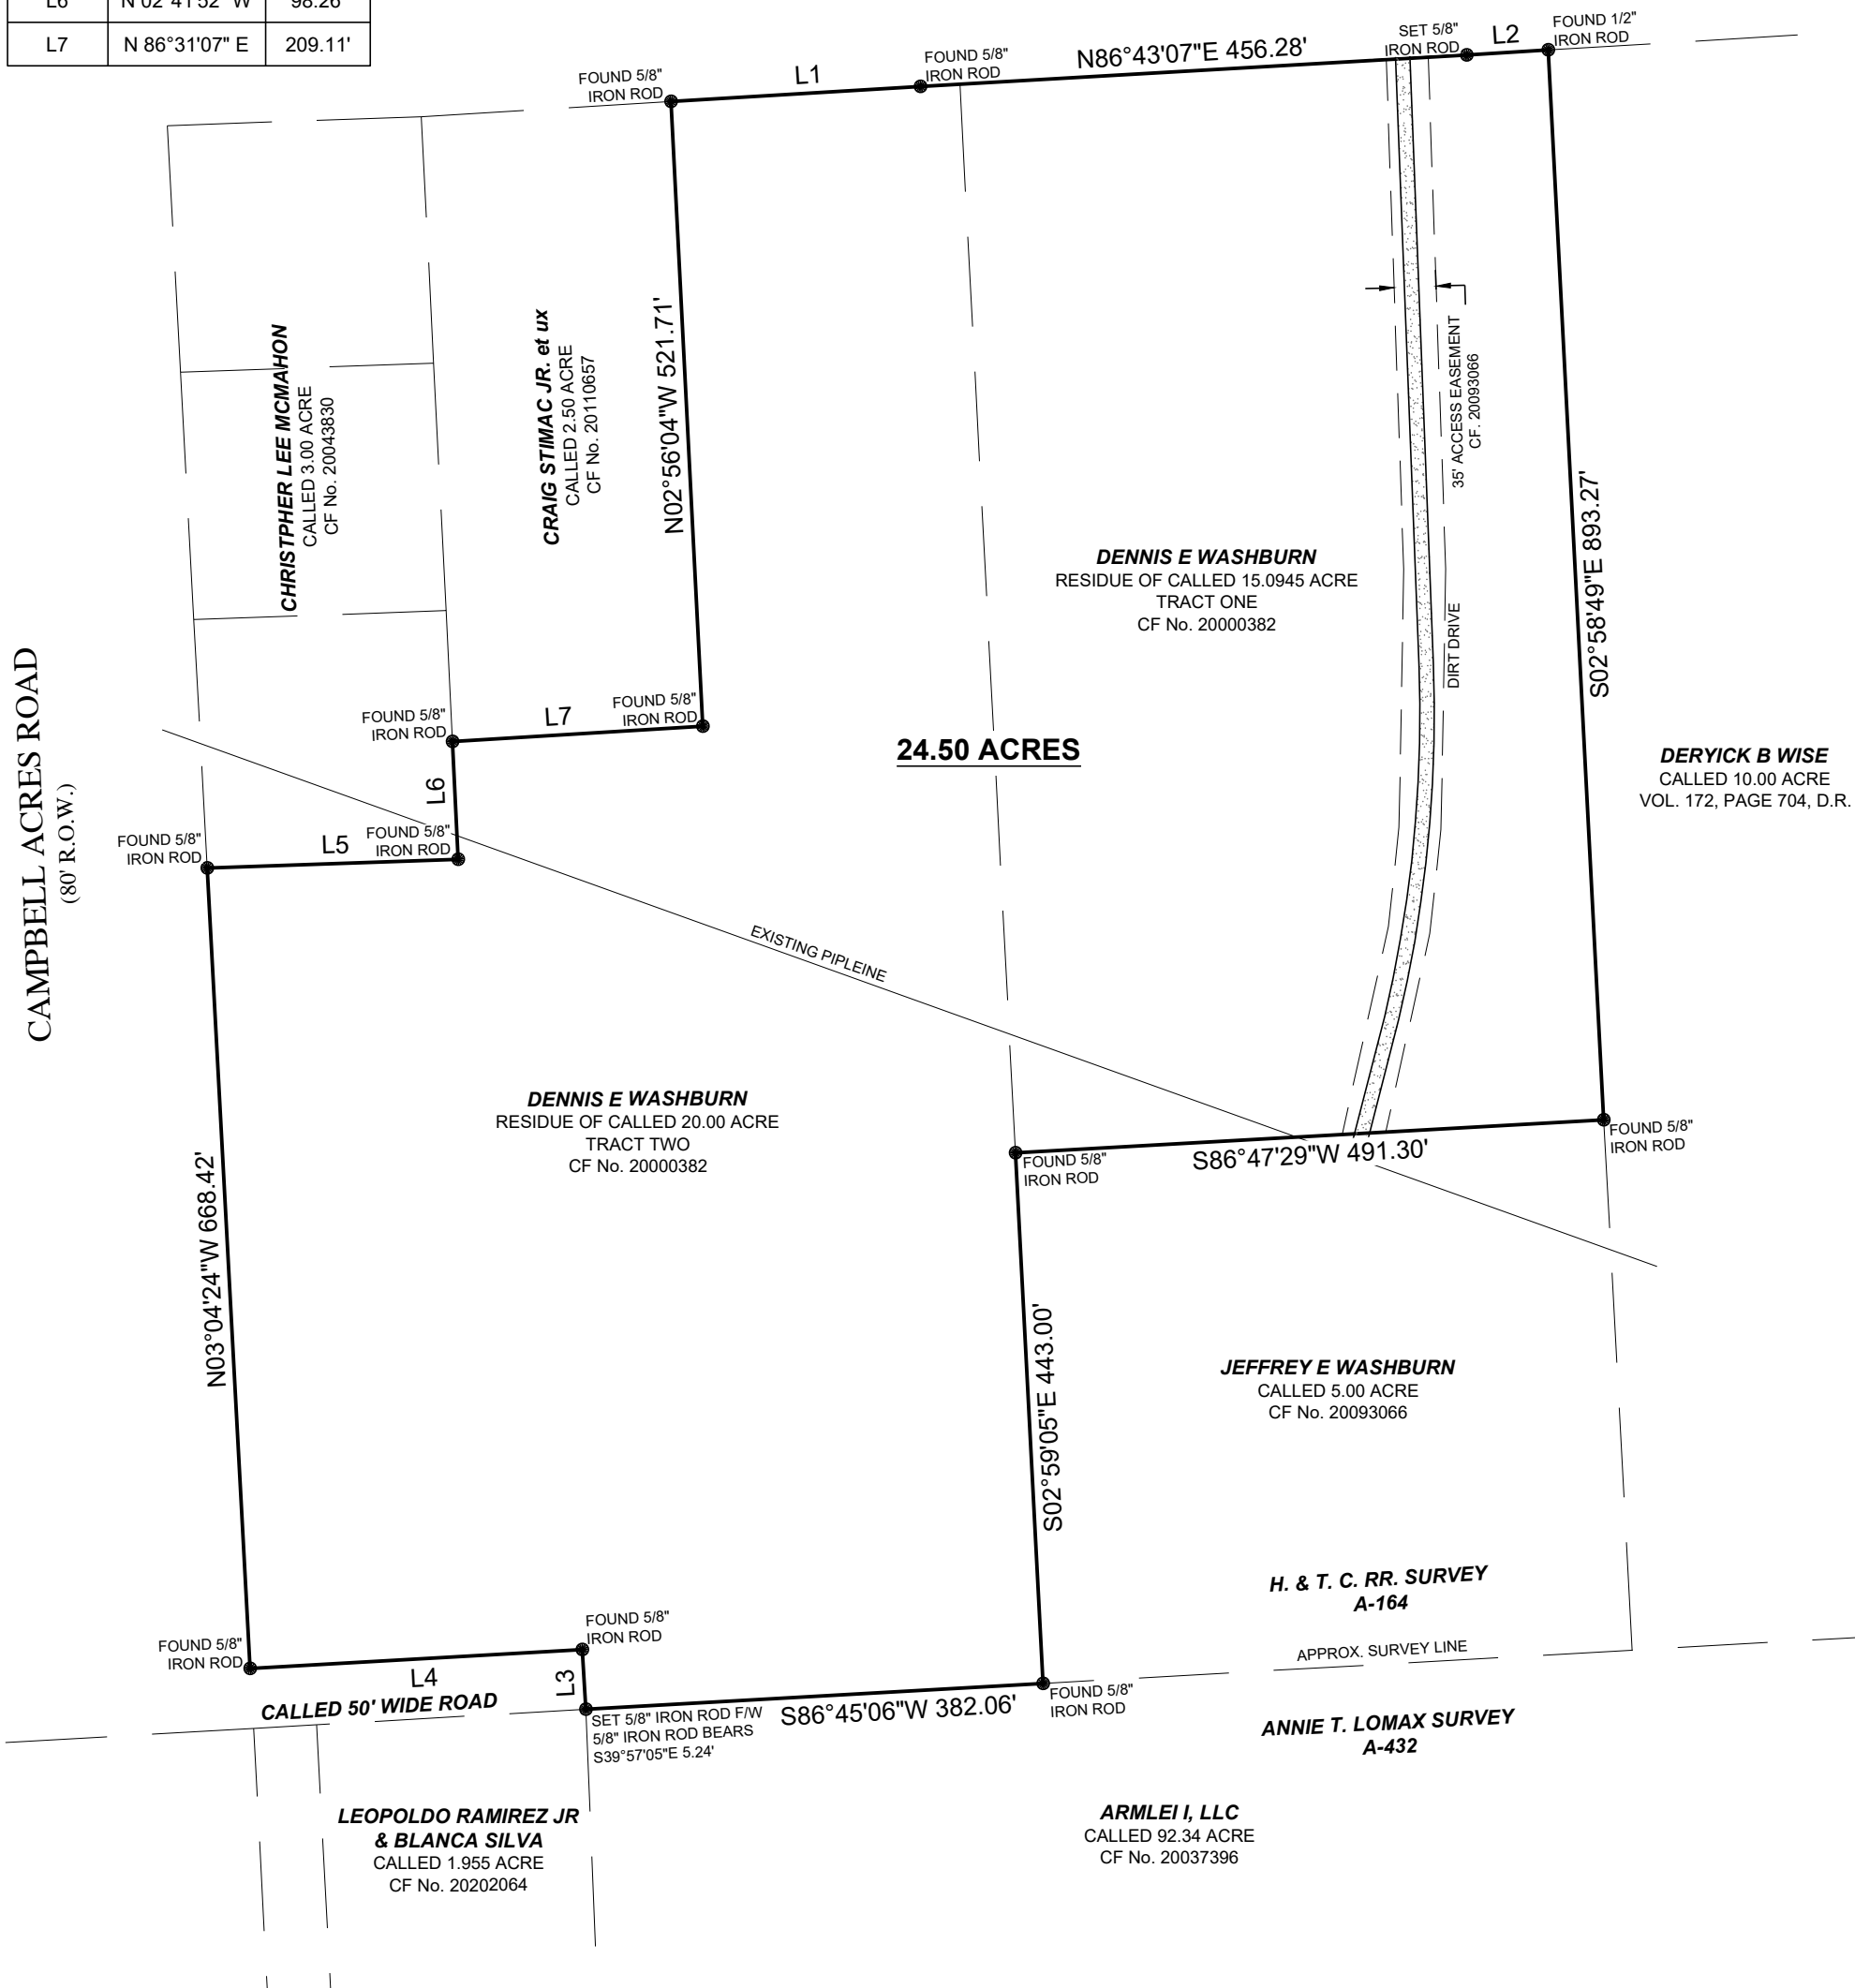 L6 N 02°41'52" W 98.26'
L7 N 86°31'07" E 209.11'
FOUND 5/8"
IRON ROD
L1
FOUND 5/8"
IRON ROD
N86°43'07"E 456.28'
SET 5/8"
IRON ROD
L2
FOUND 1/2"
IRON ROD
CHRISTPHER LEE MCMAHON
CALLED 3.00 ACRE
CF No. 20043830
CRAIG STIMAC JR. et ux
CALLED 2.50 ACRE
CF No. 20110657
N02°56'04"W 521.71'
35' ACCESS EASEMENT
CF. 20093066
DENNIS E WASHBURN
RESIDUE OF CALLED 15.0945 ACRE
TRACT ONE
CF No. 20000382
DIRT DRIVE
S02°58'49"E 893.27'
CAMPBELL ACRES ROAD
(80' R.O.W.)
FOUND 5/8"
IRON ROD
L7
FOUND 5/8"
IRON ROD
24.50 ACRES
DERYICK B WISE
CALLED 10.00 ACRE
VOL. 172, PAGE 704, D.R.
L6
FOUND 5/8"
IRON ROD
L5
FOUND 5/8"
IRON ROD
EXISTING PIPLEINE
DENNIS E WASHBURN
RESIDUE OF CALLED 20.00 ACRE
TRACT TWO
CF No. 20000382
FOUND 5/8"
IRON ROD
S86°47'29"W 491.30'
FOUND 5/8"
IRON ROD
N03°04'24"W 668.42'
S02°59'05"E 443.00'
JEFFREY E WASHBURN
CALLED 5.00 ACRE
CF No. 20093066
H. & T. C. RR. SURVEY
A-164
APPROX. SURVEY LINE
FOUND 5/8"
IRON ROD
L4
FOUND 5/8"
IRON ROD
L3
CALLED 50' WIDE ROAD
SET 5/8" IRON ROD F/W
5/8" IRON ROD BEARS
S39°57'05"E 5.24'
S86°45'06"W 382.06'
FOUND 5/8"
IRON ROD
ANNIE T. LOMAX SURVEY
A-432
LEOPOLDO RAMIREZ JR
& BLANCA SILVA
CALLED 1.955 ACRE
CF No. 20202064
ARMLEI I, LLC
CALLED 92.34 ACRE
CF No. 20037396